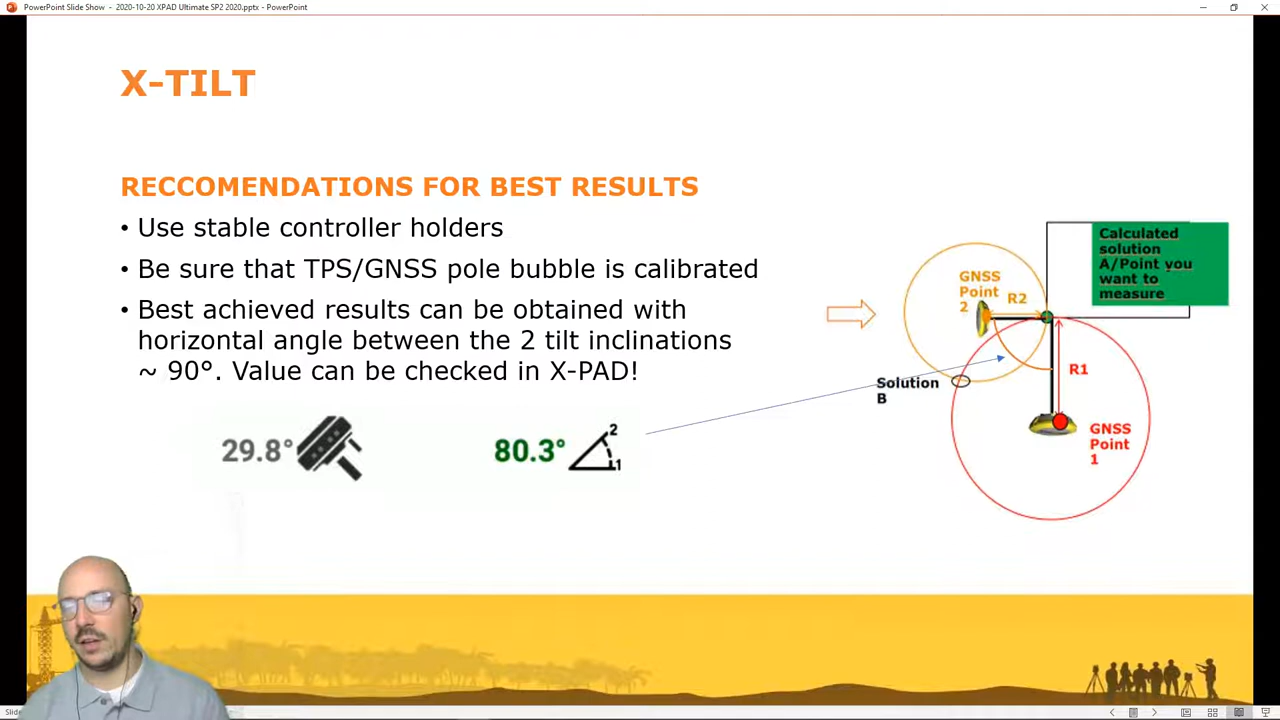 PowerPoint Slide Show - 2020-10-20 XPAD Ultimate SP2 2020.pptx - PowerPoint
X-TILT
RECCOMENDATIONS FOR BEST RESULTS
• Use stable controller holders
• Be sure that TPS/GNSS pole bubble is calibrated
• Best achieved results can be obtained with
horizontal angle between the 2 tilt inclinations
~ 90°. Value can be checked in X-PAD!
29.8°
80.3°
2
1
Calculated
solution
A/Point you
want to
measure
GNSS
Point
2
R2
R1
Solution
B
GNSS
Point
1